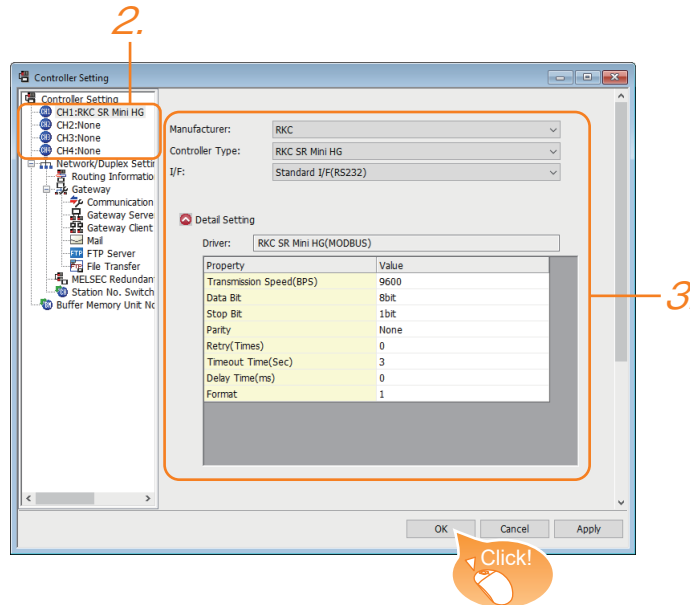 2.
Controller Setting
Controller Setting
CH1:RKC SR Mini HG
CH2:None
CH3:None
CH4:None
Network/Duplex Settir
Routing Informatio
Gateway
Communication
Gateway Serve
Gateway Client
Mail
FTP Server
File Transfer
MELSEC Redundan
Station No. Switch
Buffer Memory Unit No
Manufacturer: RKC
Controller Type: RKC SR Mini HG
I/F: Standard I/F(RS232)
Detail Setting
Driver: RKC SR Mini HG(MODBUS)
Property Value
Transmission Speed(BPS) 9600
Data Bit 8bit
Stop Bit 1bit
Parity None
Retry(Times) 0
Timeout Time(Sec) 3
Delay Time(ms) 0
Format 1
3.
OK Cancel Apply
Click!